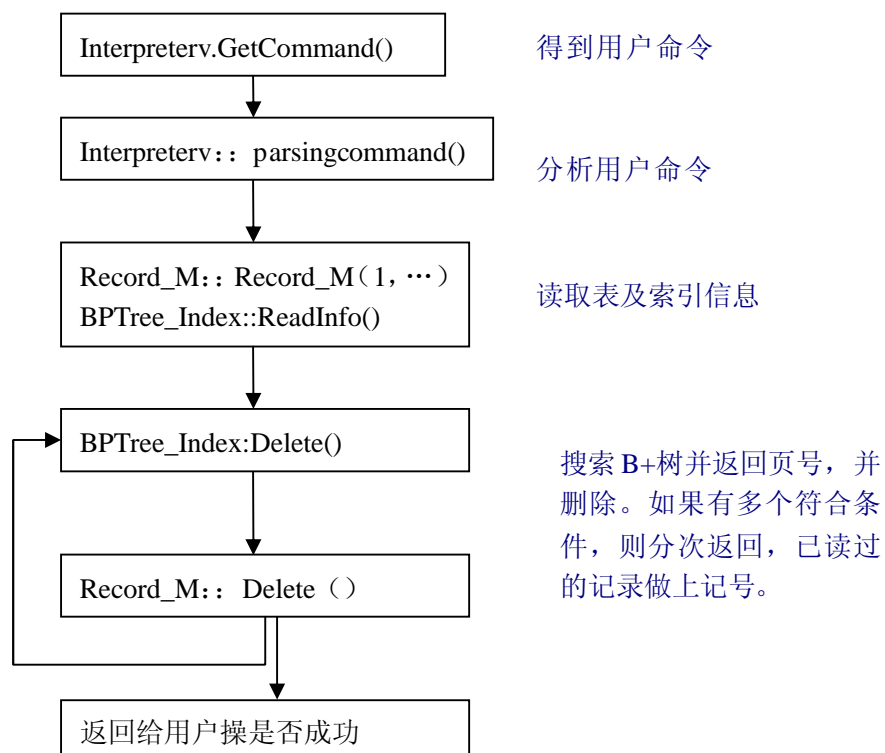 Interpreterv.GetCommand()
得到用户命令
Interpreterv：：parsingcommand()
分析用户命令
Record_M：：Record_M（1，…）
BPTree_Index::ReadInfo()
读取表及索引信息
BPTree_Index:Delete()
搜索 B+树并返回页号，并
删除。如果有多个符合条
件，则分次返回，已读过
的记录做上记号。
Record_M：：Delete（）
返回给用户操是否成功